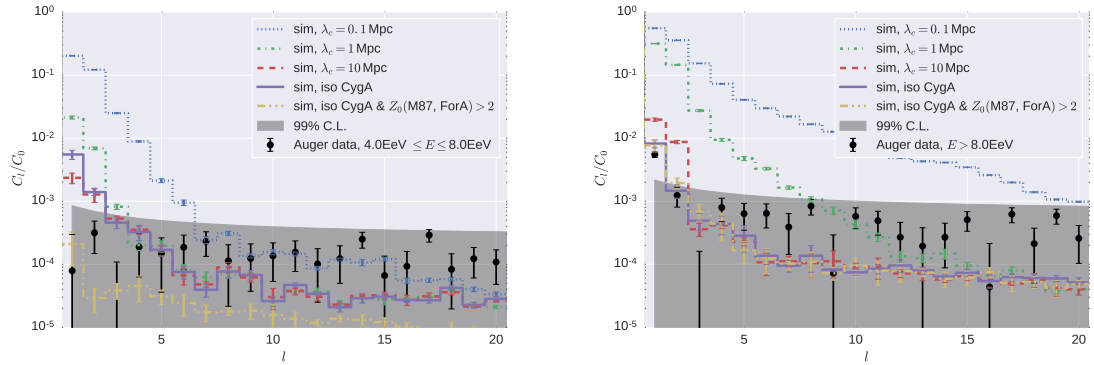 10⁰
10⁻¹
10⁻²
10⁻³
10⁻⁴
10⁻⁵
C_l/C_0
5
10
15
20
l
sim, λ_c = 0.1 Mpc
sim, λ_c = 1 Mpc
sim, λ_c = 10 Mpc
sim, iso CygA
sim, iso CygA & Z_0(M87, ForA) > 2
99% C.L.
Auger data, 4.0EeV ≤ E ≤ 8.0EeV
10⁰
10⁻¹
10⁻²
10⁻³
10⁻⁴
10⁻⁵
C_l/C_0
5
10
15
20
l
sim, λ_c = 0.1 Mpc
sim, λ_c = 1 Mpc
sim, λ_c = 10 Mpc
sim, iso CygA
sim, iso CygA & Z_0(M87, ForA) > 2
99% C.L.
Auger data, E > 8.0EeV